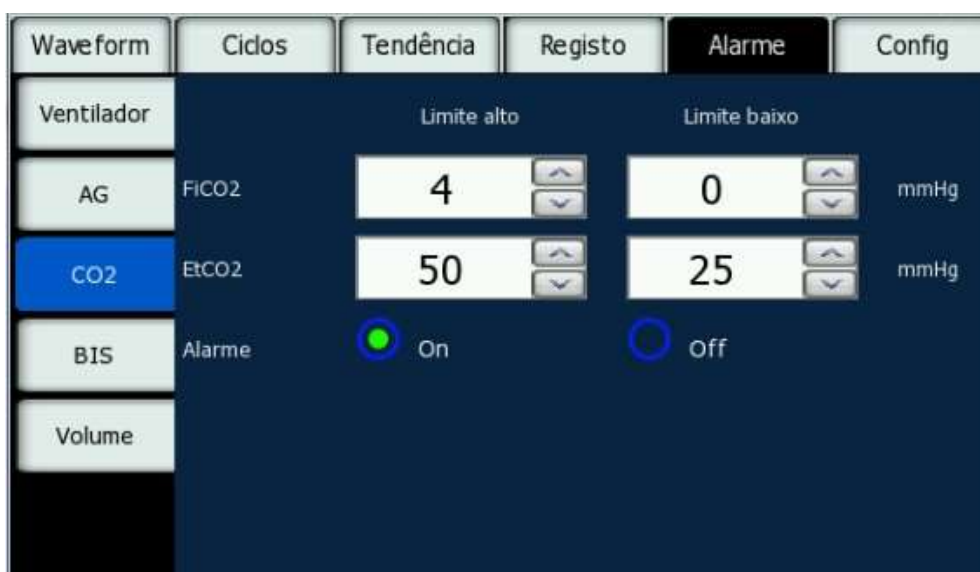 Waveform Ciclos Tendência Registo Alarme Config
Ventilador
Limite alto Limite baixo
AG
FiCO2 4 0 mmHg
CO2
EtCO2 50 25 mmHg
BIS
Alarme On Off
Volume